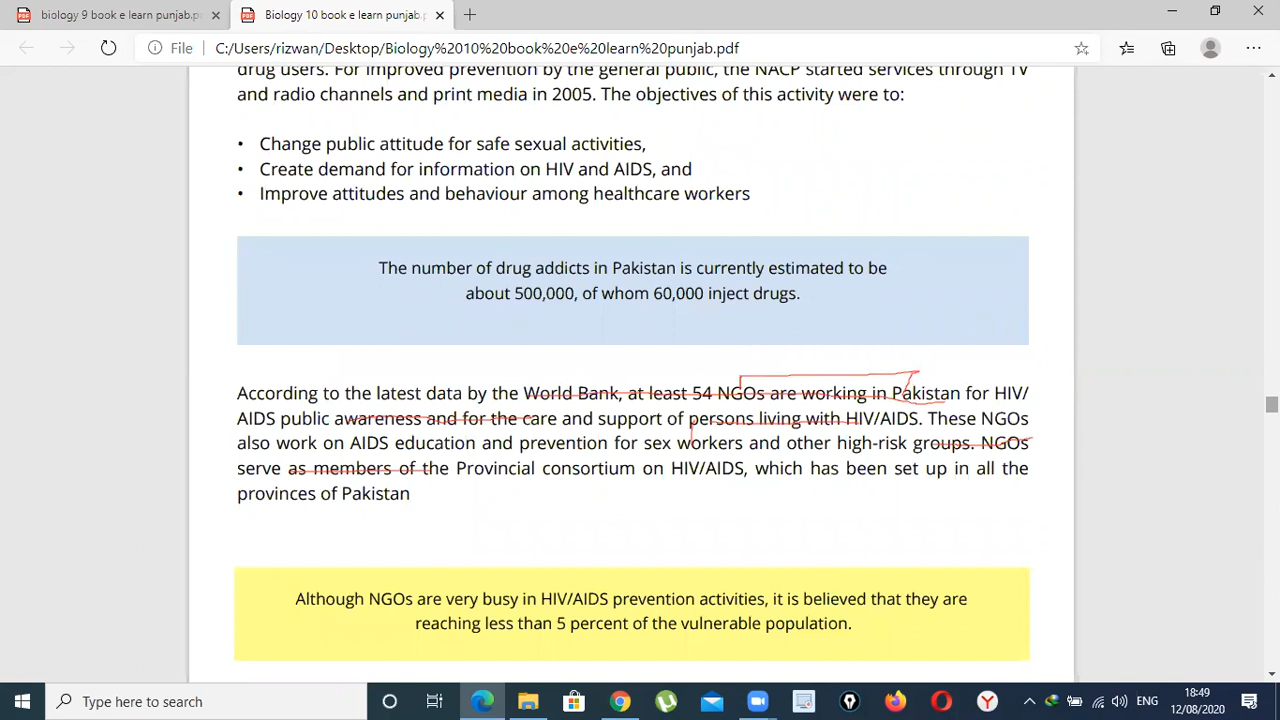 biology 9 book e learn punjab.p
Biology 10 book e learn punjab.p
File
C:/Users/rizwan/Desktop/Biology%2010%20book%20e%20learn%20punjab.pdf
drug users. For improved prevention by the general public, the NACP started services through TV
and radio channels and print media in 2005. The objectives of this activity were to:
• Change public attitude for safe sexual activities,
• Create demand for information on HIV and AIDS, and
• Improve attitudes and behaviour among healthcare workers
The number of drug addicts in Pakistan is currently estimated to be
about 500,000, of whom 60,000 inject drugs.
According to the latest data by the World Bank, at least 54 NGOs are working in Pakistan for HIV/
AIDS public awareness and for the care and support of persons living with HIV/AIDS. These NGOs
also work on AIDS education and prevention for sex workers and other high-risk groups. NGOs
serve as members of the Provincial consortium on HIV/AIDS, which has been set up in all the
provinces of Pakistan
Although NGOs are very busy in HIV/AIDS prevention activities, it is believed that they are
reaching less than 5 percent of the vulnerable population.
Type here to search
ENG
18:49
12/08/2020